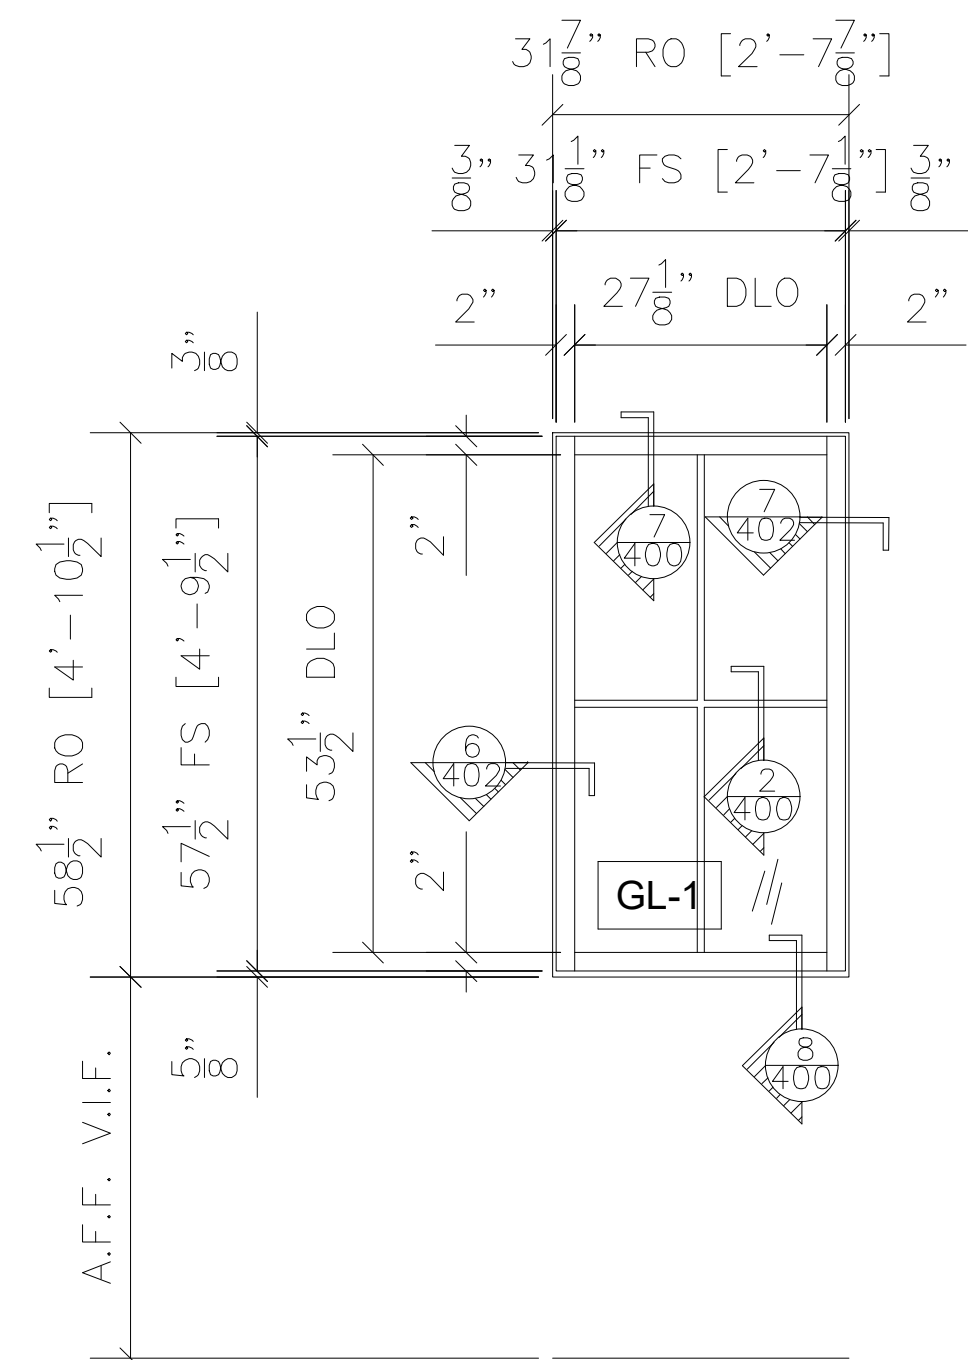 31 7/8” RO [2’–7 7/8”]
3/8” 31 1/8” FS [2’–7 1/8”] 3/8”
2” 27 1/8” DLO 2”
3/8”
58 1/2” RO [4’–10 1/2”]
57 1/2” FS [4’–9 1/2”]
53 1/2” DLO
2”
2”
5/8”
A.F.F. V.I.F.
7
400
7
402
6
402
2
400
GL-1
8
400